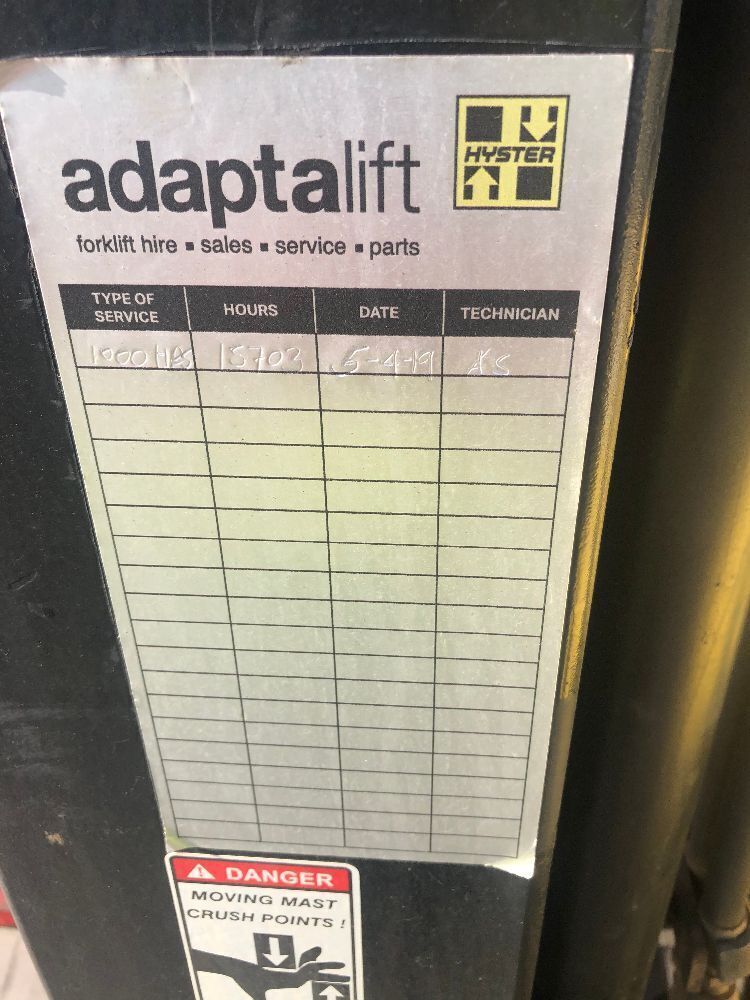 adaptalift
HYSTER
forklift hire ▪ sales ▪ service ▪ parts
TYPE OF SERVICE HOURS DATE TECHNICIAN
1000 HRS 15703 5-4-19
DANGER
MOVING MAST
CRUSH POINTS !